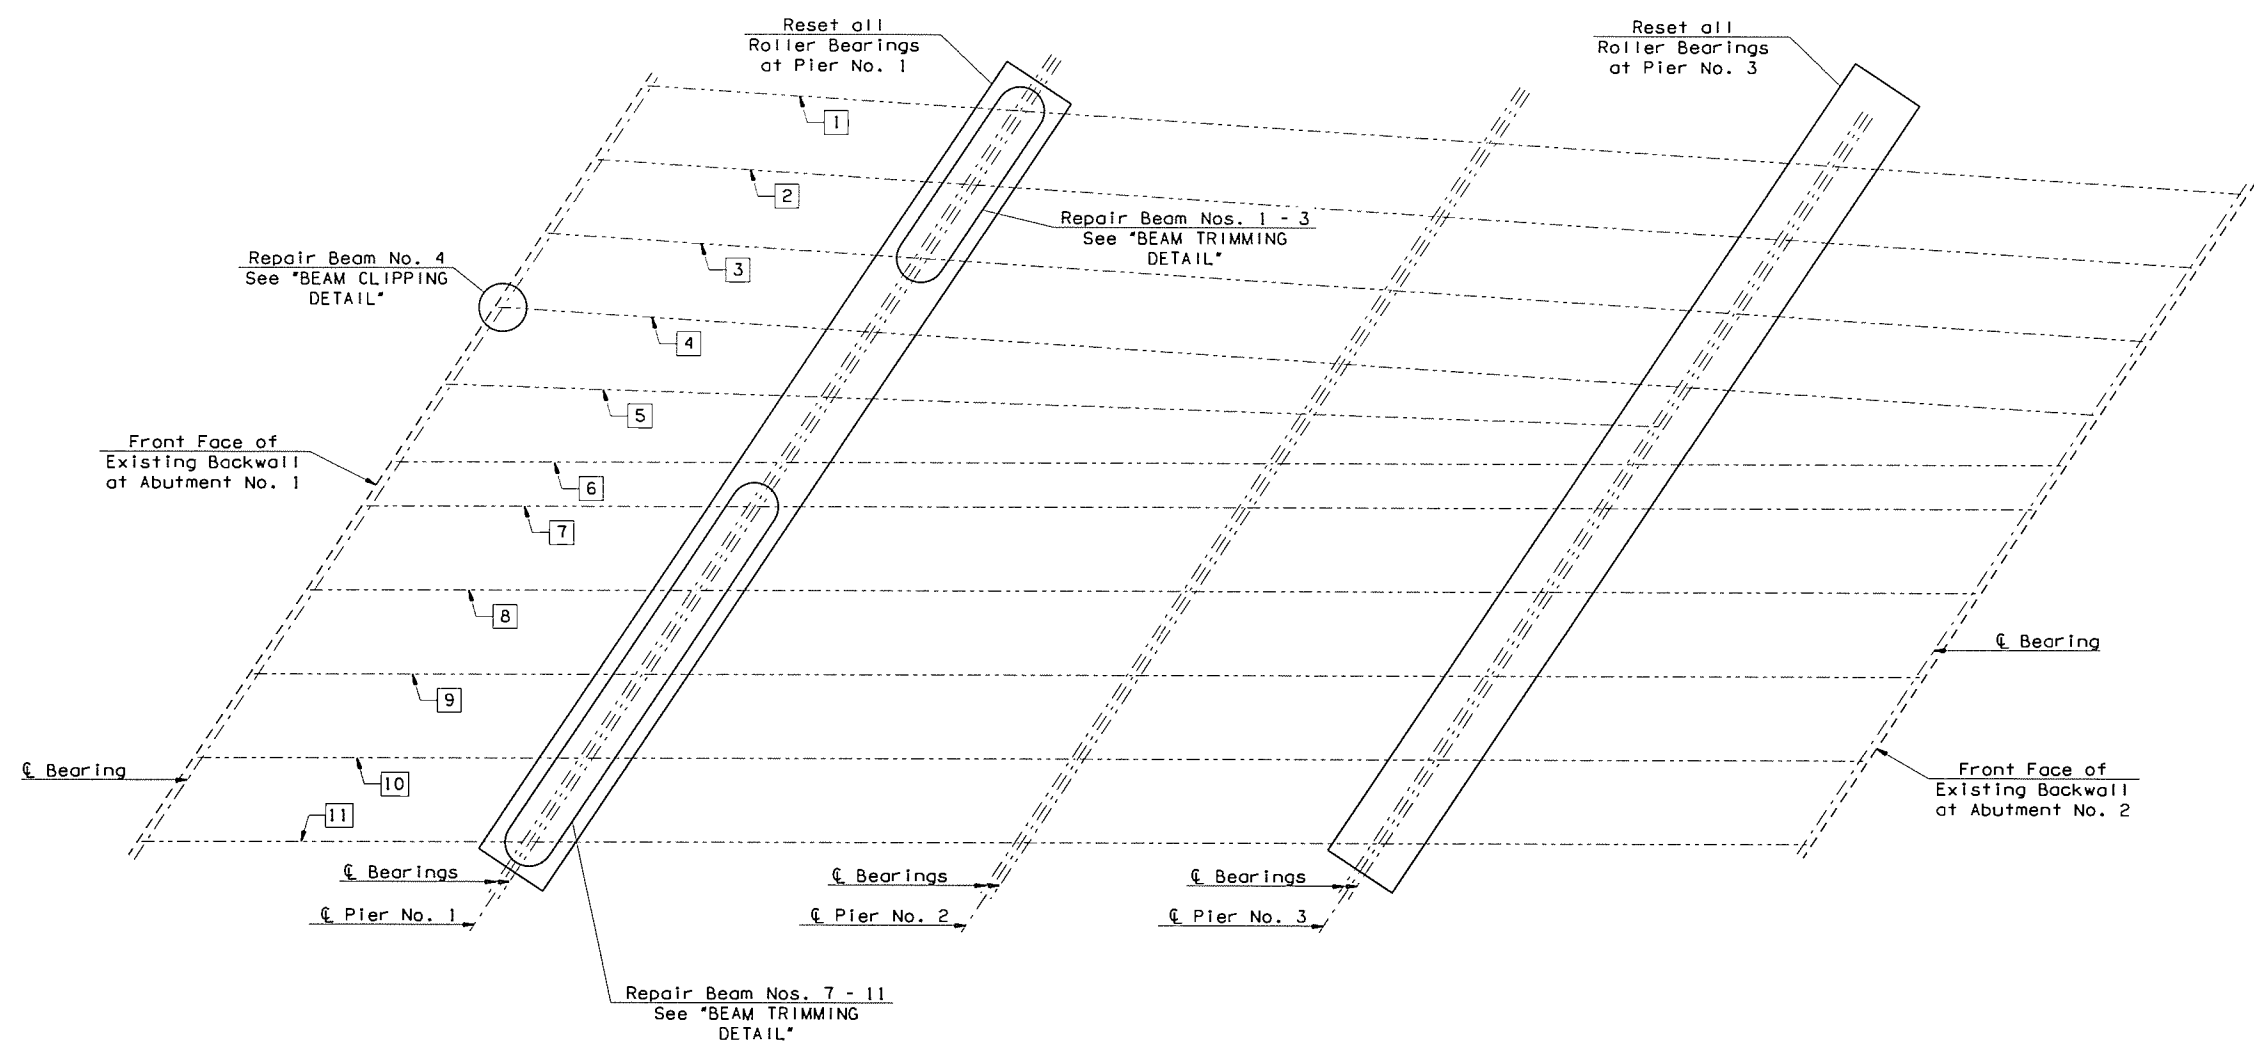 Reset all
Roller Bearings
at Pier No. 1
Reset all
Roller Bearings
at Pier No. 3
1
2
Repair Beam Nos. 1 - 3
See "BEAM TRIMMING
DETAIL"
3
Repair Beam No. 4
See "BEAM CLIPPING
DETAIL"
4
5
Front Face of
Existing Backwall
at Abutment No. 1
6
7
8
℄ Bearing
9
℄ Bearing
10
Front Face of
Existing Backwall
at Abutment No. 2
11
℄ Bearings
℄ Bearings
℄ Bearings
℄ Pier No. 1
℄ Pier No. 2
℄ Pier No. 3
Repair Beam Nos. 7 - 11
See "BEAM TRIMMING
DETAIL"